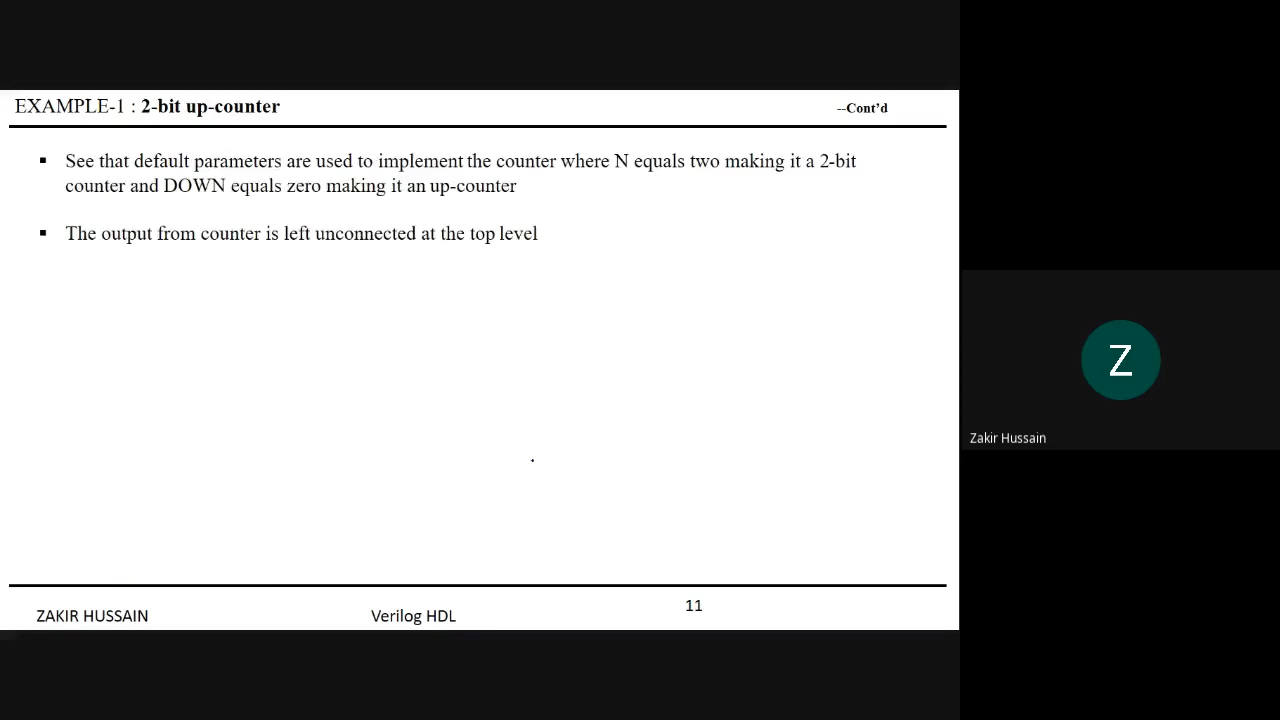 EXAMPLE-1 : 2-bit up-counter
--Cont'd
▪ See that default parameters are used to implement the counter where N equals two making it a 2-bit
counter and DOWN equals zero making it an up-counter
▪ The output from counter is left unconnected at the top level
Z
Zakir Hussain
ZAKIR HUSSAIN
Verilog HDL
11